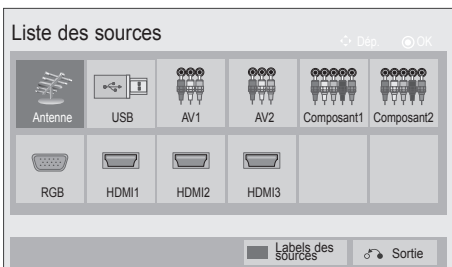 Liste des sources
Dép. OK
Antenne USB AV1 AV2 Composant1 Composant2
RGB HDMI1 HDMI2 HDMI3
Labels des
sources
Sortie